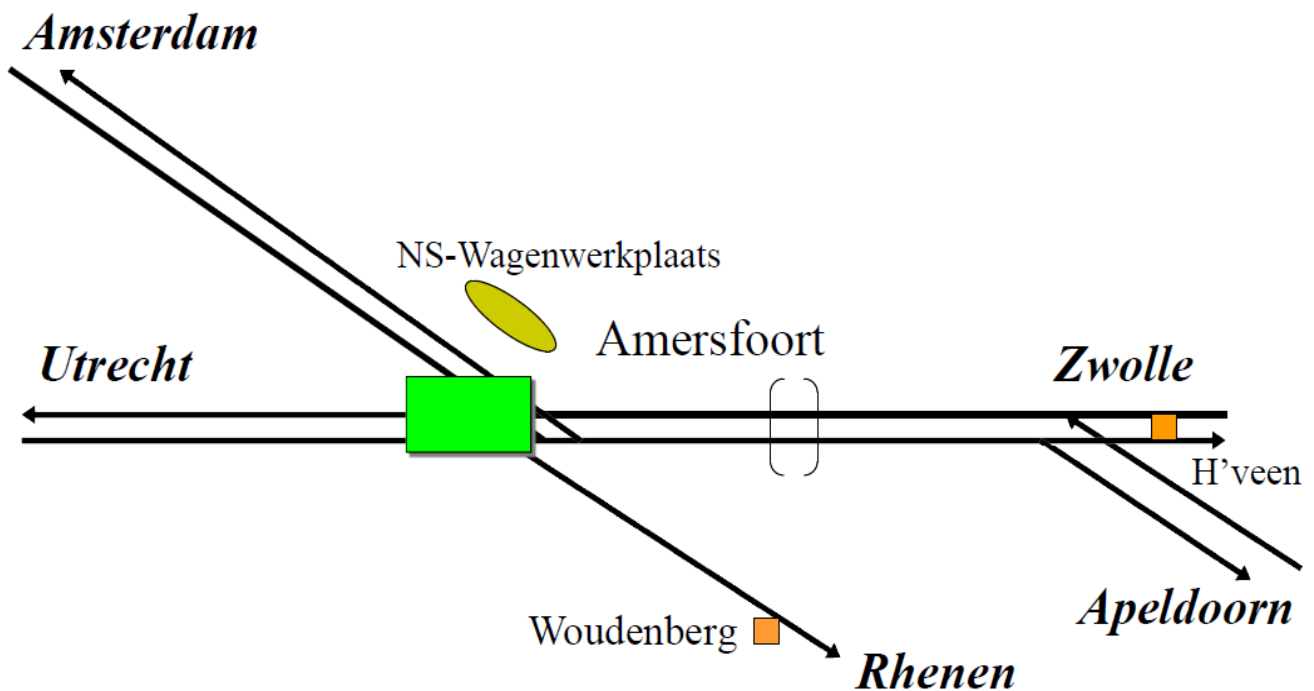 Amsterdam
NS-Wagenwerkplaats
Amersfoort
Utrecht
Zwolle
H'veen
Apeldoorn
Woudenberg
Rhenen